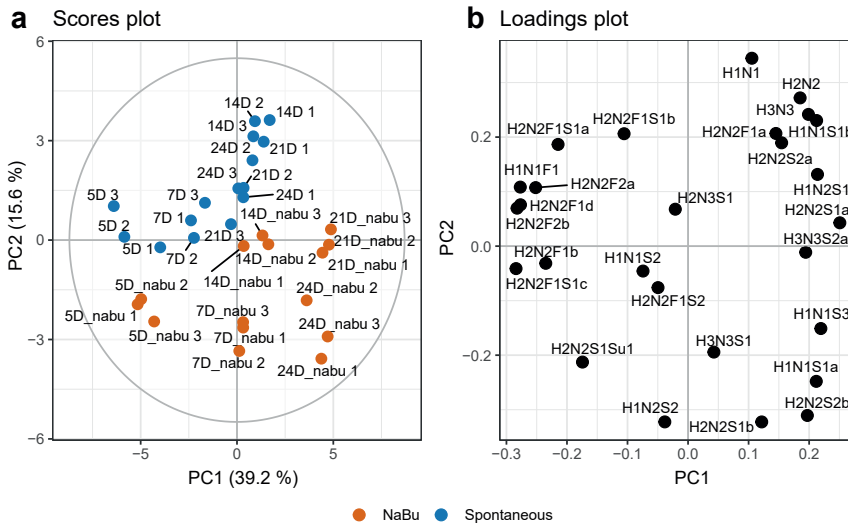 a Scores plot
6
3
0
−3
−6
PC2 (15.6 %)
−5
0
5
PC1 (39.2 %)
14D 2
14D 1
14D 3
24D 2
21D 1
24D 3
21D 2
24D 1
5D 3
7D 3
7D 1
5D 2
5D 1
7D 2
21D 3
14D_nabu 3
21D_nabu 3
21D_nabu 2
14D_nabu 2
21D_nabu 1
14D_nabu 1
24D_nabu 2
5D_nabu 2
5D_nabu 1
5D_nabu 3
7D_nabu 3
7D_nabu 1
7D_nabu 2
24D_nabu 3
24D_nabu 1
b Loadings plot
0.2
0.0
−0.2
PC2
−0.3
−0.2
−0.1
0.0
0.1
0.2
PC1
H1N1
H2N2
H3N3
H2N2F1S1b
H2N2F1S1a
H2N2F1a
H1N1S1b
H2N2S2a
H1N1F1
H2N2F2a
H1N2S1
H2N2F1d
H2N3S1
H2N2S1a
H2N2F2b
H3N3S2a
H2N2F1b
H1N1S2
H2N2F1S1c
H2N2F1S2
H1N1S3
H2N2S1Su1
H3N3S1
H1N1S1a
H1N2S2
H2N2S1b
H2N2S2b
NaBu
Spontaneous